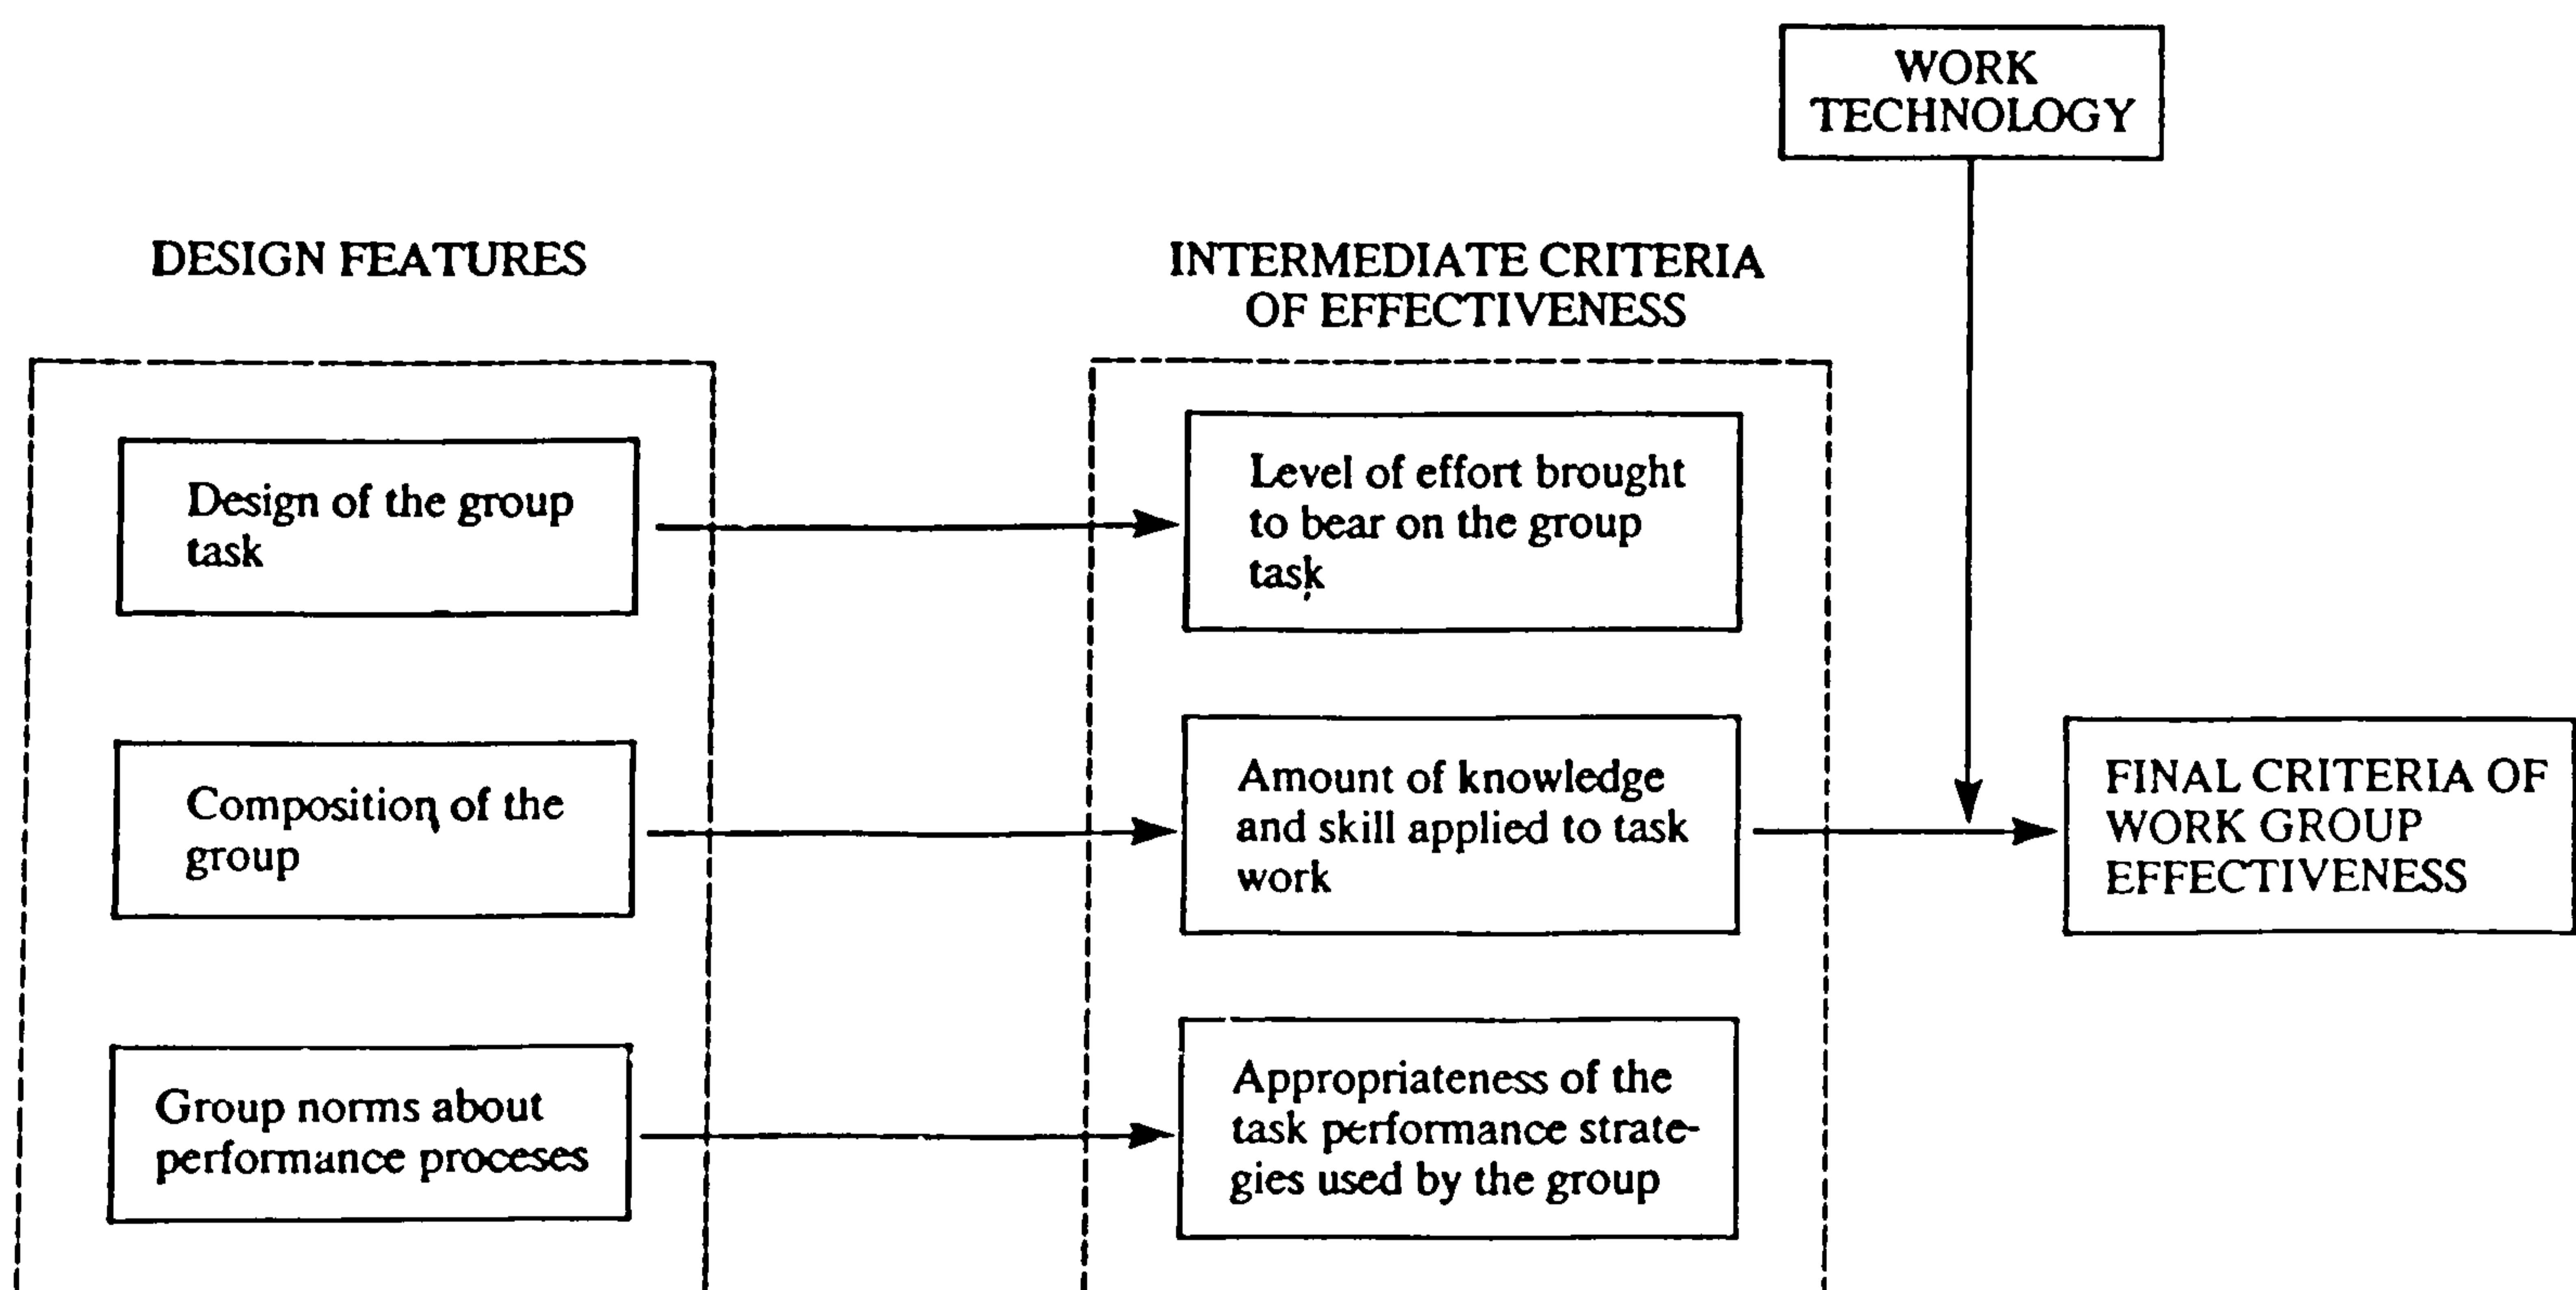 WORK
TECHNOLOGY
DESIGN FEATURES
INTERMEDIATE CRITERIA
OF EFFECTIVENESS
Design of the group
task
Level of effort brought
to bear on the group
task
Composition of the
group
Amount of knowledge
and skill applied to task
work
FINAL CRITERIA OF
WORK GROUP
EFFECTIVENESS
Group norms about
performance proceses
Appropriateness of the
task performance strate-
gies used by the group